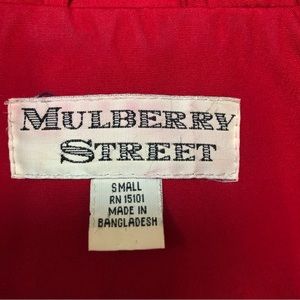 MULBERRY
STREET
SMALL
RN 15101
MADE IN
BANGLADESH